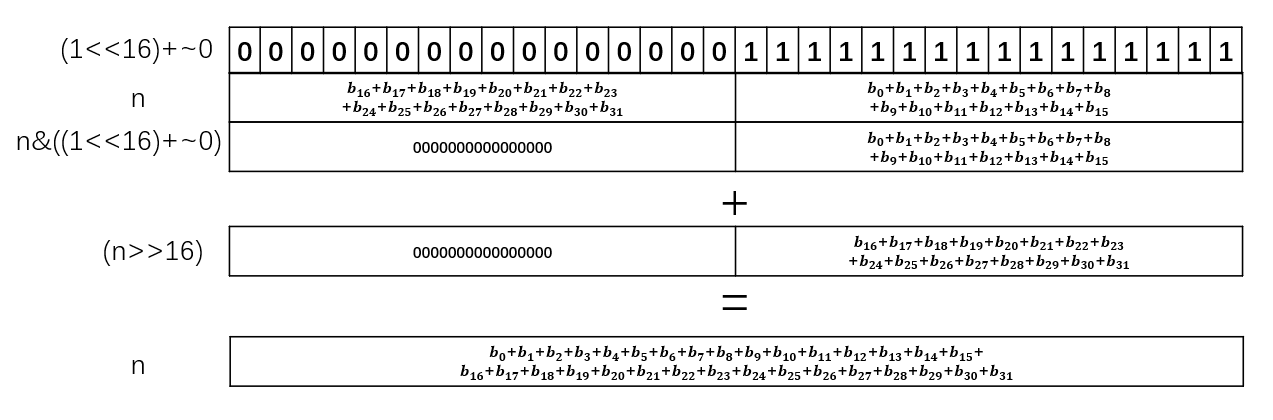 (1<<16)+~0 0 0 0 0 0 0 0 0 0 0 0 0 0 0 0 0 1 1 1 1 1 1 1 1 1 1 1 1 1 1 1 1
n
b₁₆+b₁₇+b₁₈+b₁₉+b₂₀+b₂₁+b₂₂+b₂₃
+b₂₄+b₂₅+b₂₆+b₂₇+b₂₈+b₂₉+b₃₀+b₃₁
b₀+b₁+b₂+b₃+b₄+b₅+b₆+b₇+b₈
+b₉+b₁₀+b₁₁+b₁₂+b₁₃+b₁₄+b₁₅
n&((1<<16)+~0)
0000000000000000
b₀+b₁+b₂+b₃+b₄+b₅+b₆+b₇+b₈
+b₉+b₁₀+b₁₁+b₁₂+b₁₃+b₁₄+b₁₅
+
(n>>16)
0000000000000000
b₁₆+b₁₇+b₁₈+b₁₉+b₂₀+b₂₁+b₂₂+b₂₃
+b₂₄+b₂₅+b₂₆+b₂₇+b₂₈+b₂₉+b₃₀+b₃₁
=
n
b₀+b₁+b₂+b₃+b₄+b₅+b₆+b₇+b₈+b₉+b₁₀+b₁₁+b₁₂+b₁₃+b₁₄+b₁₅+
b₁₆+b₁₇+b₁₈+b₁₉+b₂₀+b₂₁+b₂₂+b₂₃+b₂₄+b₂₅+b₂₆+b₂₇+b₂₈+b₂₉+b₃₀+b₃₁